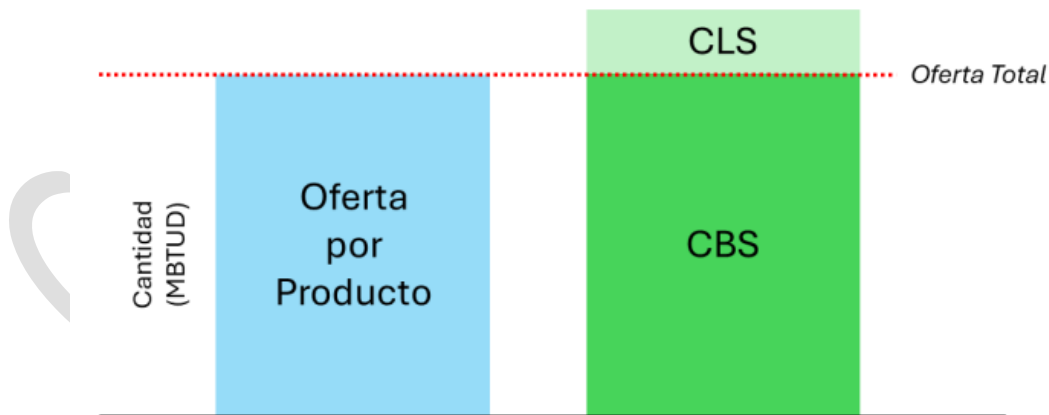 CLS
Oferta Total
Cantidad
(MBTUD)
Oferta
por
Producto
CBS